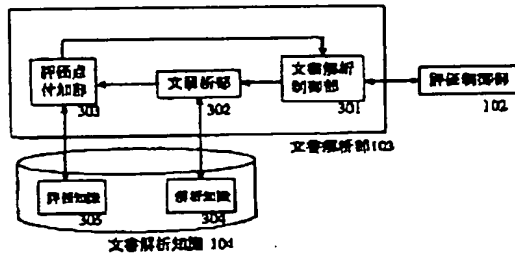 評価点
付加部
303
文書解析部
302
文書解析
制御部
301
評価制御部
102
文書解析部103
評価知識
305
解析知識
304
文書解析知識 104